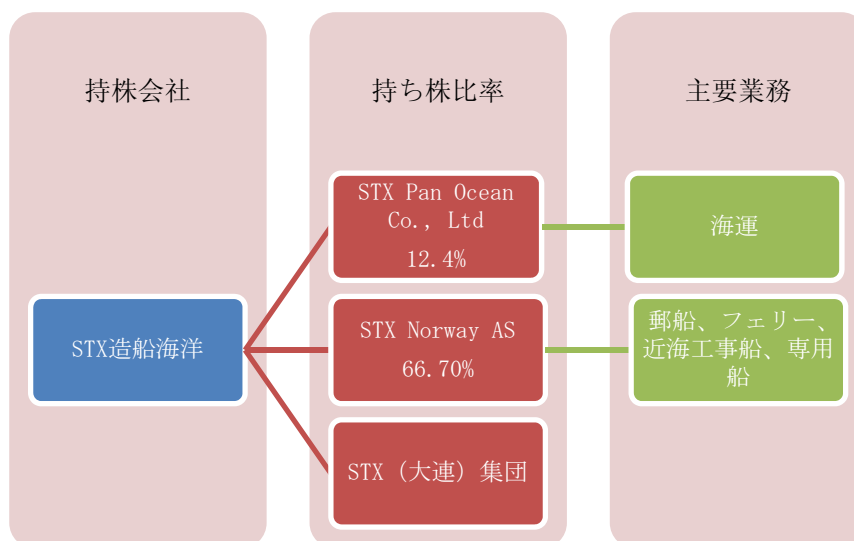 持株会社
持ち株比率
主要業務
STX造船海洋
STX Pan Ocean
Co., Ltd
12.4%
海運
STX Norway AS
66.70%
郵船、フェリー、
近海工事船、専用
船
STX（大連）集団